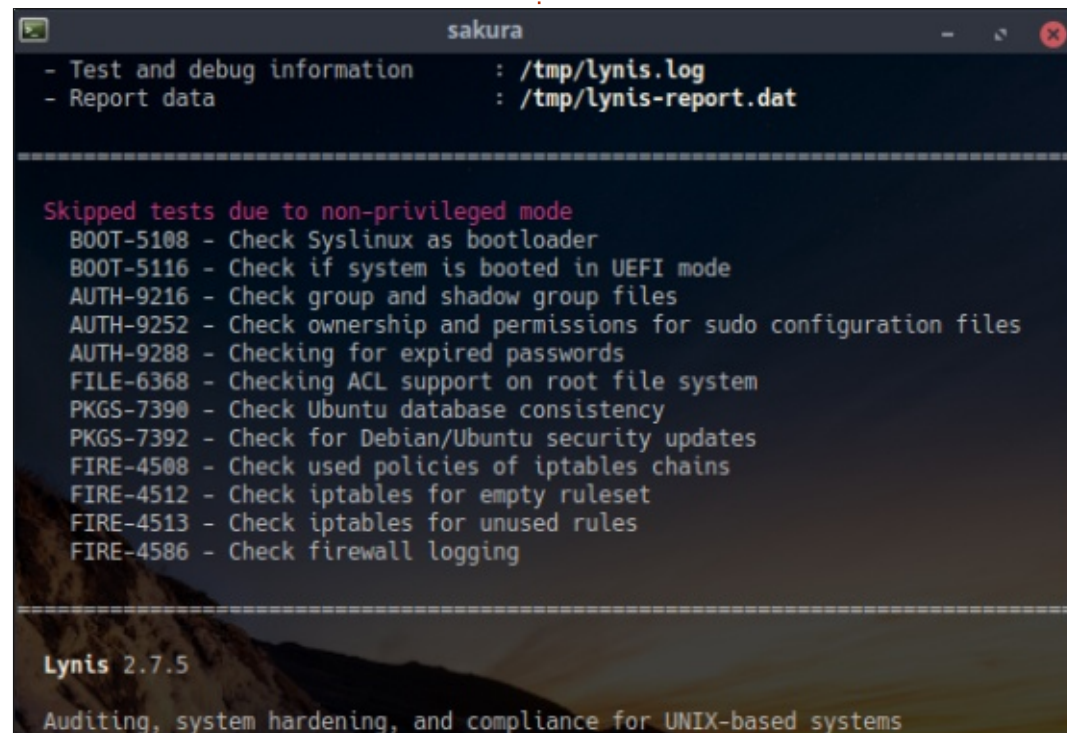 sakura
- Test and debug information : /tmp/lynis.log
- Report data : /tmp/lynis-report.dat
================================================================================
Skipped tests due to non-privileged mode
BOOT-5108 - Check Syslinux as bootloader
BOOT-5116 - Check if system is booted in UEFI mode
AUTH-9216 - Check group and shadow group files
AUTH-9252 - Check ownership and permissions for sudo configuration files
AUTH-9288 - Checking for expired passwords
FILE-6368 - Checking ACL support on root file system
PKGS-7390 - Check Ubuntu database consistency
PKGS-7392 - Check for Debian/Ubuntu security updates
FIRE-4508 - Check used policies of iptables chains
FIRE-4512 - Check iptables for empty ruleset
FIRE-4513 - Check iptables for unused rules
FIRE-4586 - Check firewall logging
================================================================================
Lynis 2.7.5
Auditing, system hardening, and compliance for UNIX-based systems